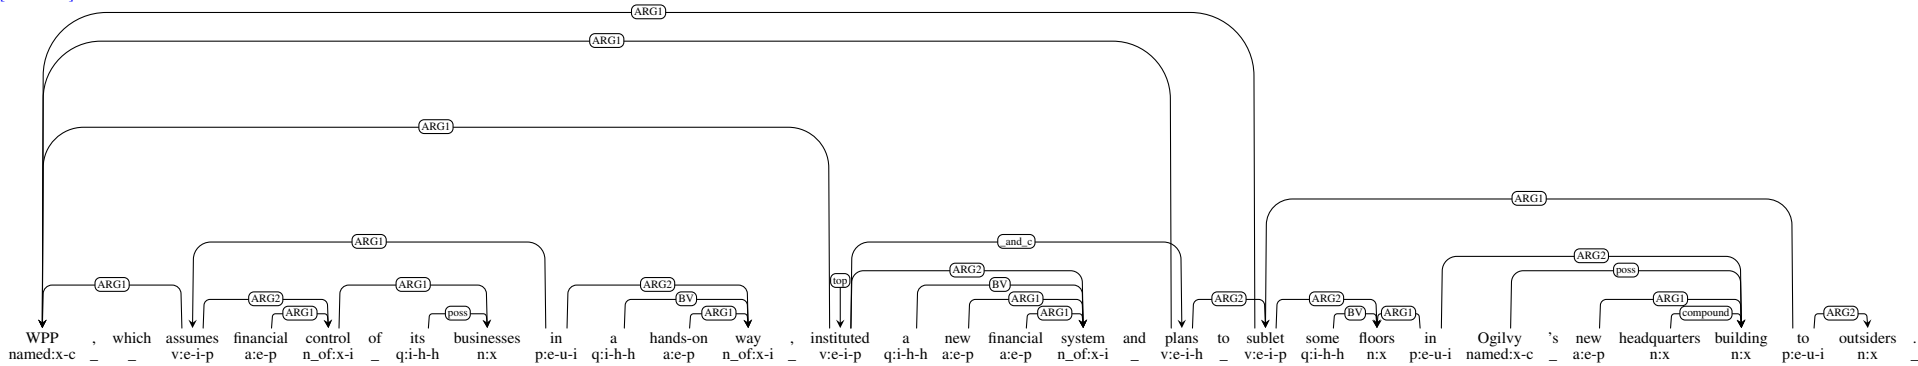 ARG1
ARG1
ARG1
ARG1
ARG1 _and_c
ARG2 poss
top ARG2
ARG1 ARG1 ARG2 BV
ARG2 BV ARG1 ARG2 ARG2 ARG1
ARG1 poss ARG1 ARG1 BV ARG1 compound ARG2
WPP , which assumes financial control of its businesses in a hands-on way , instituted a new financial system and plans to sublet some floors in Ogilvy 's new headquarters building to outsiders .
named:x-c _ _ v:e-i-p a:e-p n_of:x-i _ q:i-h-h n:x p:e-u-i q:i-h-h a:e-p n_of:x-i _ v:e-i-p q:i-h-h a:e-p a:e-p n_of:x-i _ v:e-i-h _ v:e-i-p q:i-h-h n:x p:e-u-i named:x-c _ a:e-p n:x n:x p:e-u-i n:x _